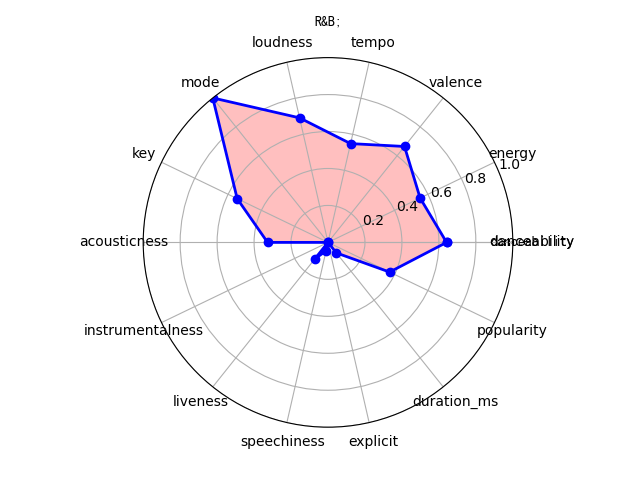 R&B;
loudness
tempo
mode
valence
key
energy
1.0
0.8
0.6
0.4
0.2
acousticness
danceability
instrumentalness
popularity
liveness
duration_ms
speechiness
explicit